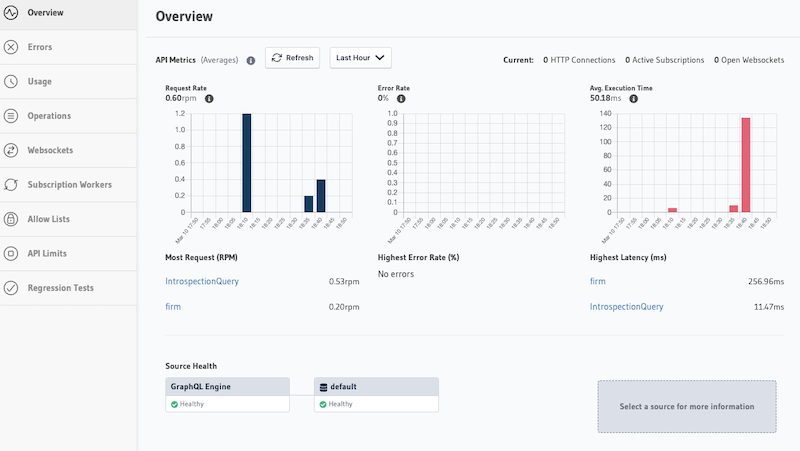 Overview
Errors
Usage
Operations
Websockets
Subscription Workers
Allow Lists
API Limits
Regression Tests
Overview
API Metrics (Averages) Refresh Last Hour Current: 0 HTTP Connections 0 Active Subscriptions 0 Open Websockets
Request Rate
0.60rpm
1.2
1.0
0.8
0.6
0.4
0.2
0
Mar 10 17:50 17:55 18:00 18:05 18:10 18:15 18:20 18:25 18:30 18:35 18:40 18:45 18:50
Error Rate
0%
1.0
0.9
0.8
0.7
0.6
0.5
0.4
0.3
0.2
0.1
0
Mar 10 17:50 17:55 18:00 18:05 18:10 18:15 18:20 18:25 18:30 18:35 18:40 18:45 18:50
Avg. Execution Time
50.18ms
140
120
100
80
60
40
20
0
Mar 10 17:50 17:55 18:00 18:05 18:10 18:15 18:20 18:25 18:30 18:35 18:40 18:45 18:50
Most Request (RPM)
IntrospectionQuery 0.53rpm
firm 0.20rpm
Highest Error Rate (%)
No errors
Highest Latency (ms)
firm 256.96ms
IntrospectionQuery 11.47ms
Source Health
GraphQL Engine
Healthy
default
Healthy
Select a source for more information